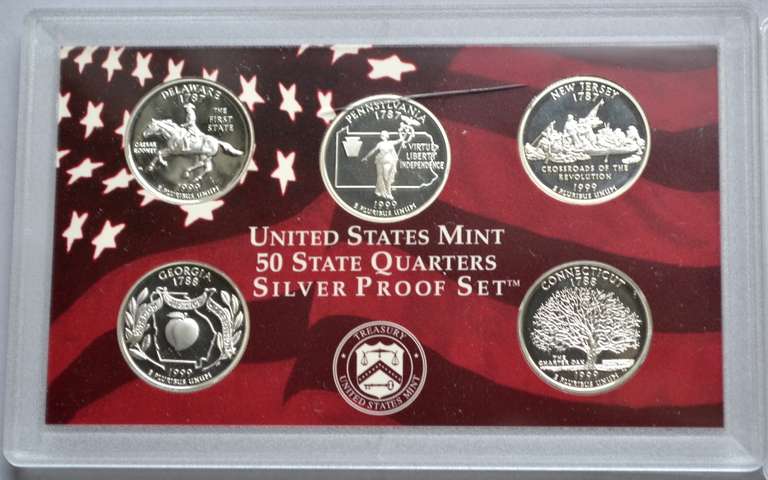 DELAWARE
1787
THE
FIRST
STATE
CAESAR
RODNEY
1999
E PLURIBUS UNUM
PENNSYLVANIA
1787
VIRTUE
LIBERTY
INDEPENDENCE
1999
E PLURIBUS UNUM
NEW JERSEY
1787
CROSSROADS OF THE
REVOLUTION
1999
E PLURIBUS UNUM
UNITED STATES MINT
50 STATE QUARTERS
SILVER PROOF SET™
GEORGIA
1788
1999
E PLURIBUS UNUM
TREASURY
UNITED STATES MINT
CONNECTICUT
1788
THE
CHARTER OAK
1999
E PLURIBUS UNUM